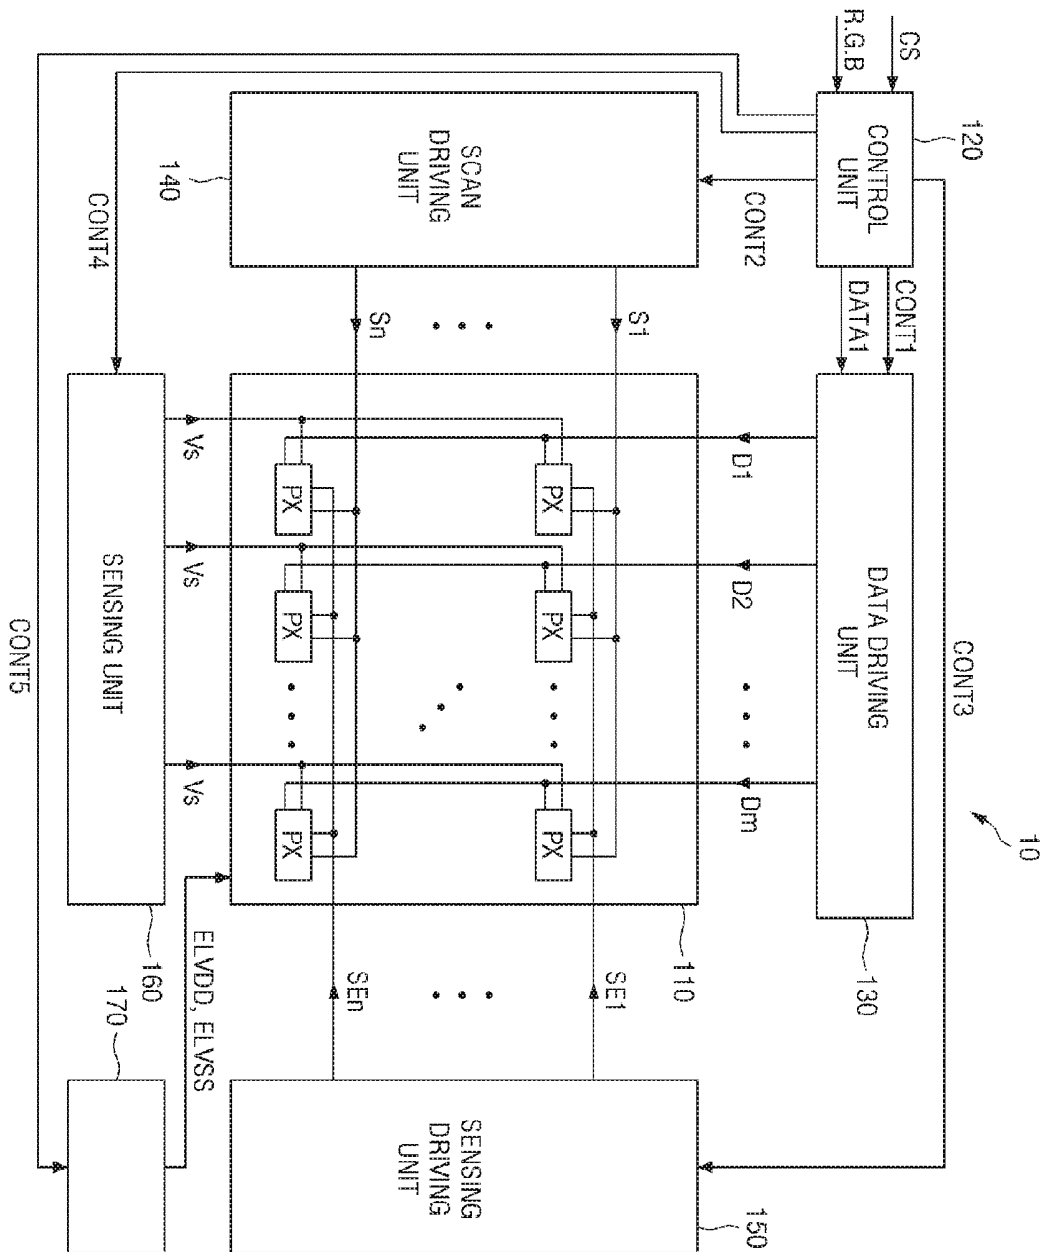 10
CONT3
CS
R.G.B
CONTROL
UNIT
120
CONT1
DATA1
DATA DRIVING
UNIT
130
CONT2
D1
D2
Dm
SCAN
DRIVING
UNIT
140
S1
Sn
PX
PX
PX
PX
PX
PX
110
SE1
SEn
SENSING
DRIVING
UNIT
150
Vs
Vs
Vs
CONT4
SENSING UNIT
160
ELVDD, ELVSS
170
CONT5